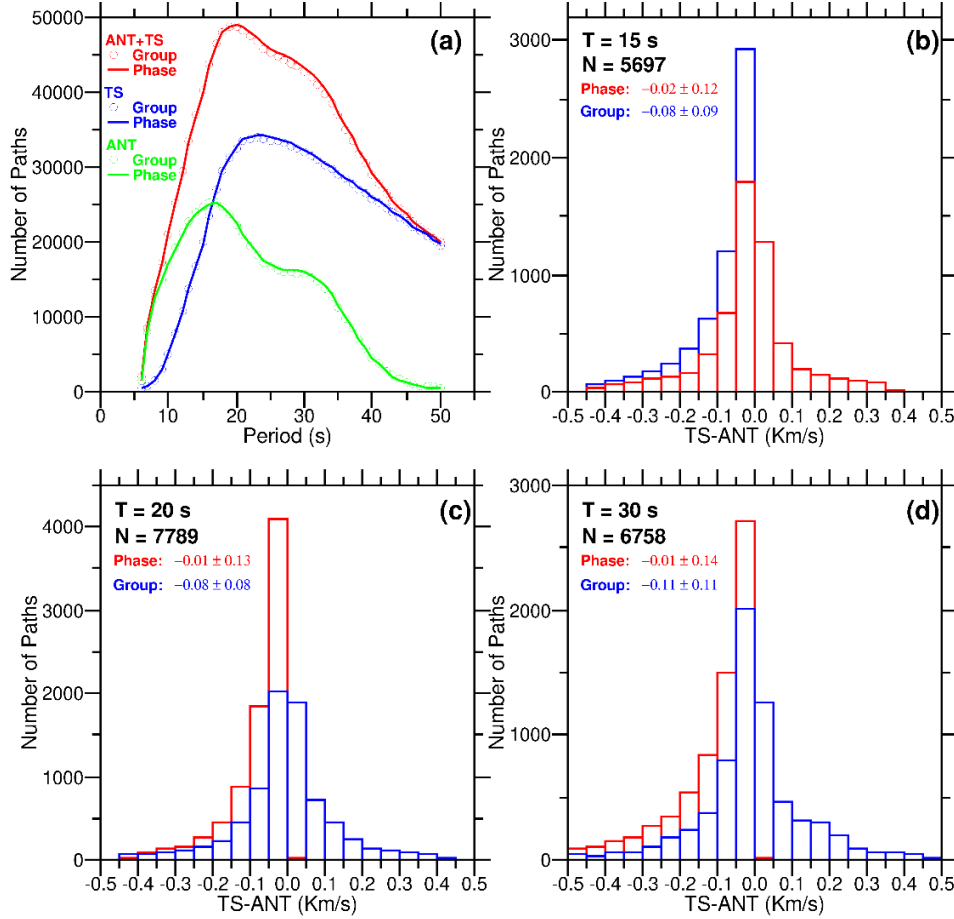 (a)
ANT+TS
Group
Phase
TS
Group
Phase
ANT
Group
Phase
Number of Paths
50000
40000
30000
20000
10000
0
0 10 20 30 40 50
Period (s)
(b)
T = 15 s
N = 5697
Phase: −0.02 ± 0.12
Group: −0.08 ± 0.09
Number of Paths
3000
2000
1000
0
-0.5 -0.4 -0.3 -0.2 -0.1 0.0 0.1 0.2 0.3 0.4 0.5
TS-ANT (Km/s)
(c)
T = 20 s
N = 7789
Phase: −0.01 ± 0.13
Group: −0.08 ± 0.08
Number of Paths
4000
3000
2000
1000
0
-0.5 -0.4 -0.3 -0.2 -0.1 0.0 0.1 0.2 0.3 0.4 0.5
TS-ANT (Km/s)
(d)
T = 30 s
N = 6758
Phase: −0.01 ± 0.14
Group: −0.11 ± 0.11
Number of Paths
3000
2000
1000
0
-0.5 -0.4 -0.3 -0.2 -0.1 0.0 0.1 0.2 0.3 0.4 0.5
TS-ANT (Km/s)